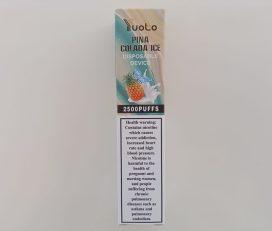 YUOLO
PINA
COLADA ICE
DISPOSABLE
DEVICE
2500PUFFS
Health warning:
Contains nicotine
which causes
severe addiction,
increased heart
rate and high
blood pressure.
Nicotine is
harmful to the
health of
pregnant and
nursing women,
and people
suffering from
chronic
pulmonary
diseases such as
asthma and
pulmonary
embolism.